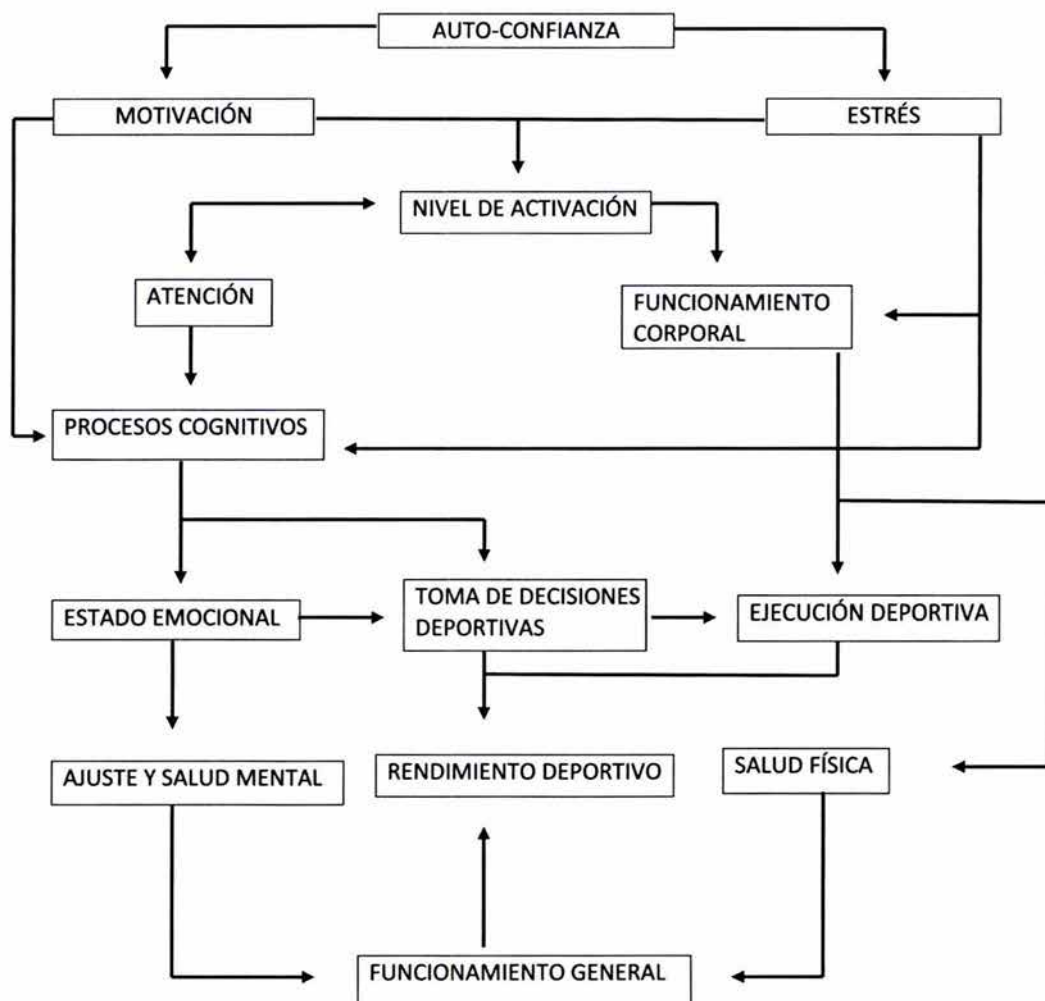 AUTO-CONFIANZA
MOTIVACIÓN
ESTRÉS
NIVEL DE ACTIVACIÓN
ATENCIÓN
FUNCIONAMIENTO
CORPORAL
PROCESOS COGNITIVOS
ESTADO EMOCIONAL
TOMA DE DECISIONES
DEPORTIVAS
EJECUCIÓN DEPORTIVA
AJUSTE Y SALUD MENTAL
RENDIMIENTO DEPORTIVO
SALUD FÍSICA
FUNCIONAMIENTO GENERAL